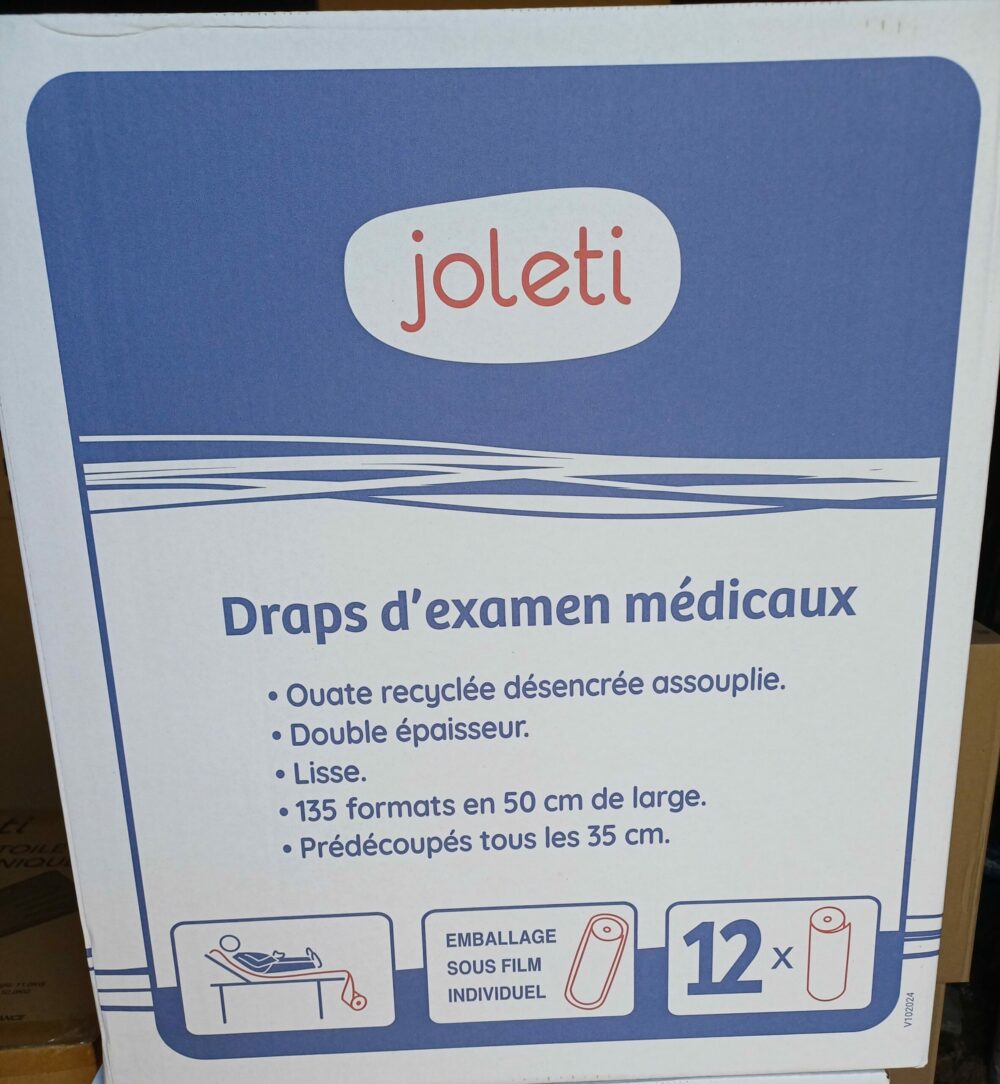 joleti
Draps d'examen médicaux
• Ouate recyclée désencrée assouplie.
• Double épaisseur.
• Lisse.
• 135 formats en 50 cm de large.
• Prédécoupés tous les 35 cm.
EMBALLAGE
SOUS FILM
INDIVIDUEL
12 x
V102024